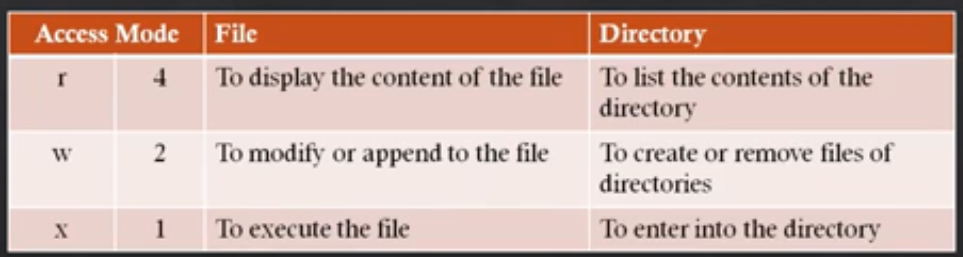 Access Mode File Directory
r 4 To display the content of the file To list the contents of the
directory
w 2 To modify or append to the file To create or remove files of
directories
x 1 To execute the file To enter into the directory